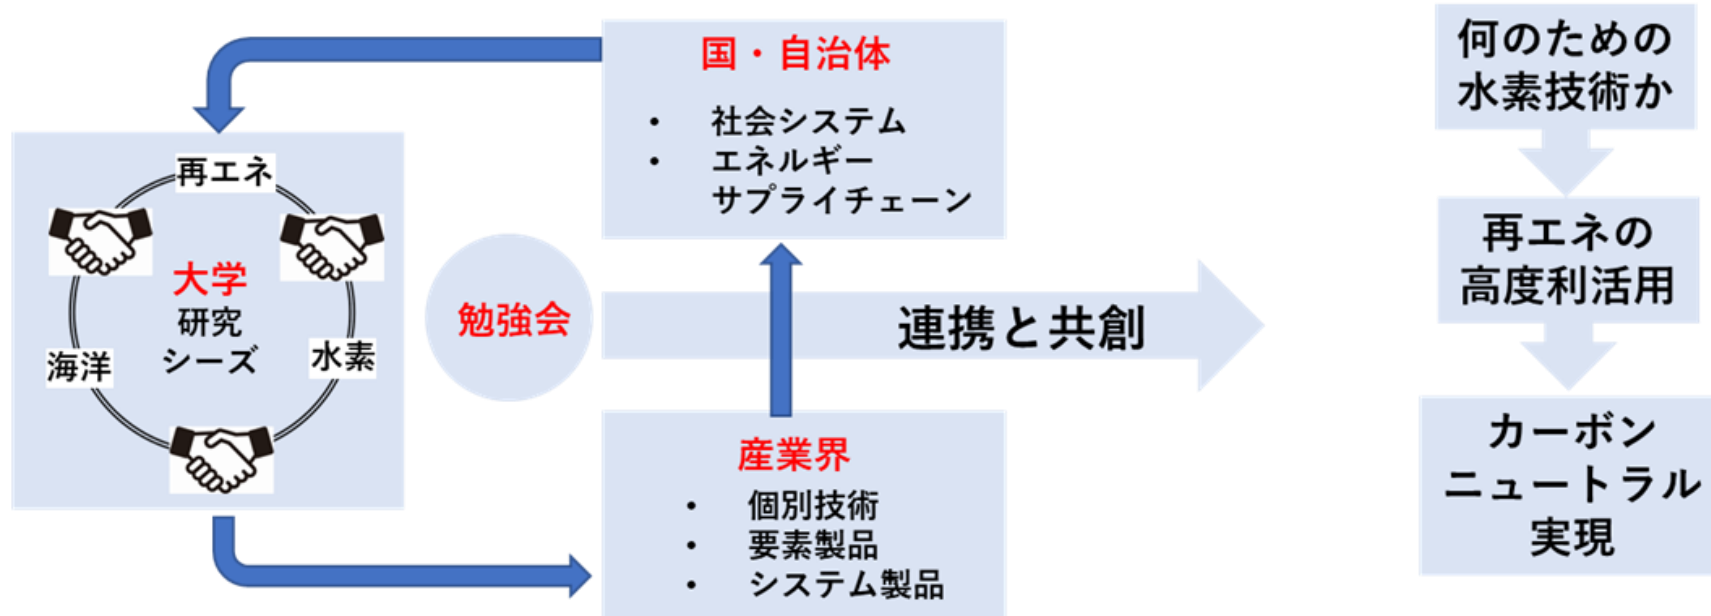 国・自治体
・ 社会システム
・ エネルギー
サプライチェーン
再エネ
大学
研究
シーズ
海洋
水素
勉強会
連携と共創
産業界
・ 個別技術
・ 要素製品
・ システム製品
何のための
水素技術か
再エネの
高度利活用
カーボン
ニュートラル
実現